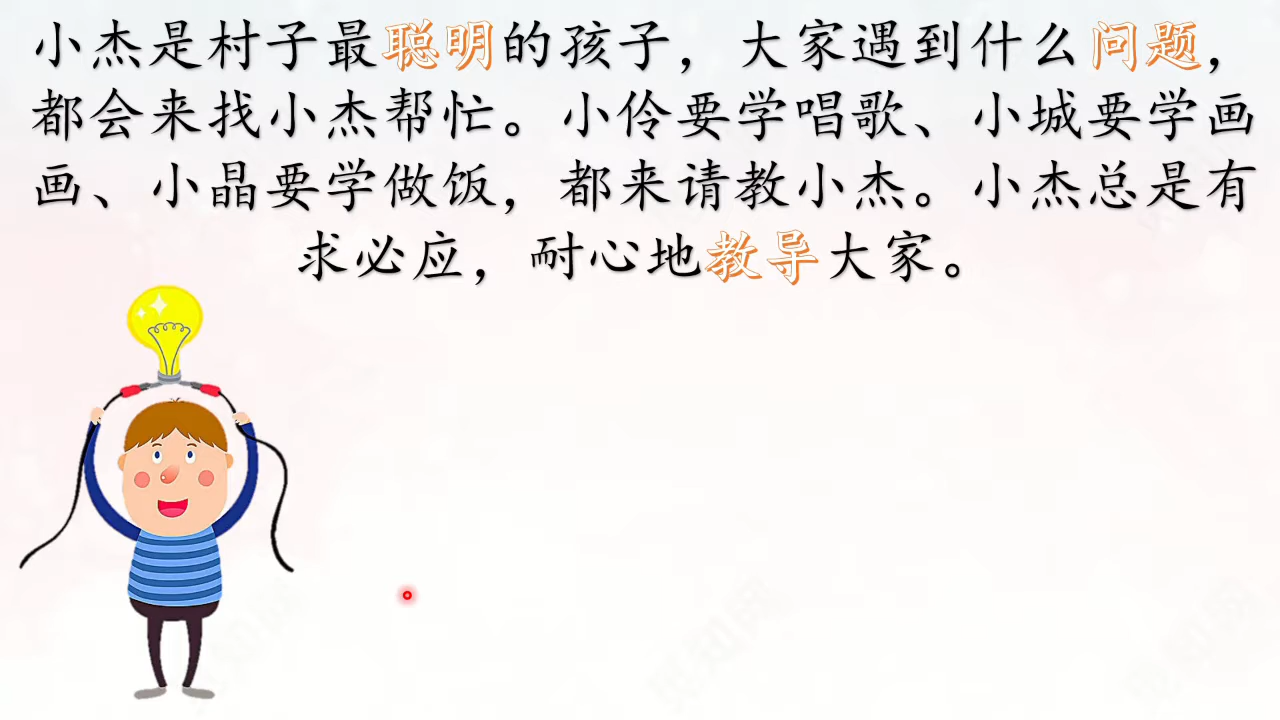 小杰是村子最聪明的孩子，大家遇到什么问题，
都会来找小杰帮忙。小伶要学唱歌、小城要学画
画、小晶要学做饭，都来请教小杰。小杰总是有
求必应，耐心地教导大家。